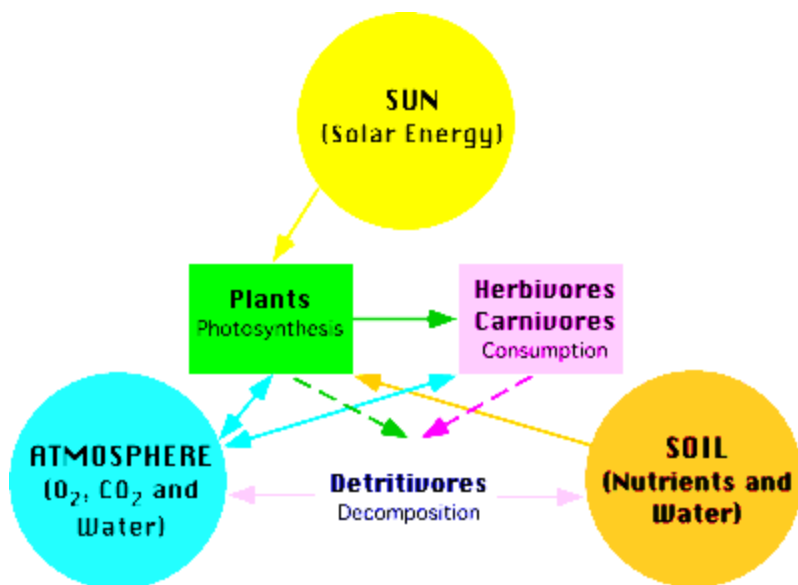 SUN
(Solar Energy)
Plants
Photosynthesis
Herbivores
Carnivores
Consumption
ATMOSPHERE
(O₂, CO₂ and
Water)
Detritivores
Decomposition
SOIL
(Nutrients and
Water)